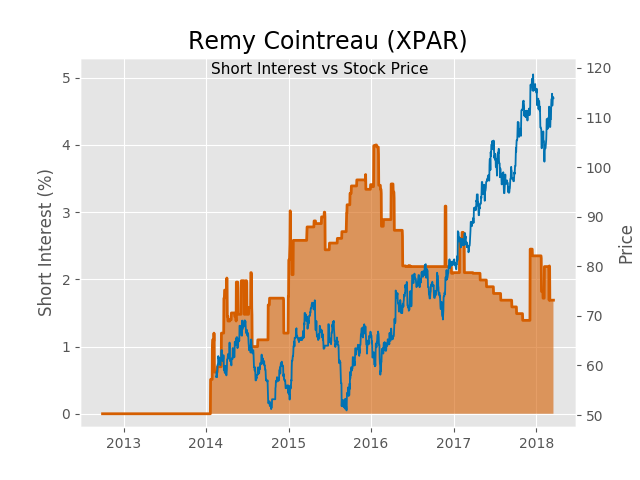 Remy Cointreau (XPAR)
Short Interest vs Stock Price
Short Interest (%)
5
4
3
2
1
0
120
110
100
90
80
70
60
50
Price
2013 2014 2015 2016 2017 2018